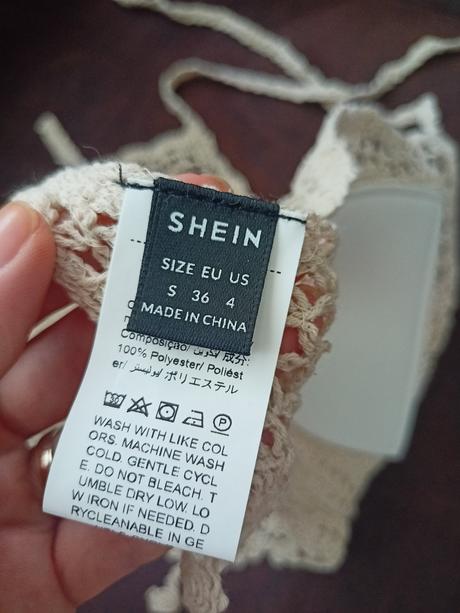 SHEIN
SIZE EU US
S 36 4
MADE IN CHINA
Composição/ تكوين/ 成分:
100% Polyester/ Poliést
er/ بوليستر/ ポリエステル
WASH WITH LIKE COL
ORS. MACHINE WASH
COLD. GENTLE CYCL
E. DO NOT BLEACH. T
UMBLE DRY LOW. LO
W IRON IF NEEDED. D
RYCLEANABLE IN GE